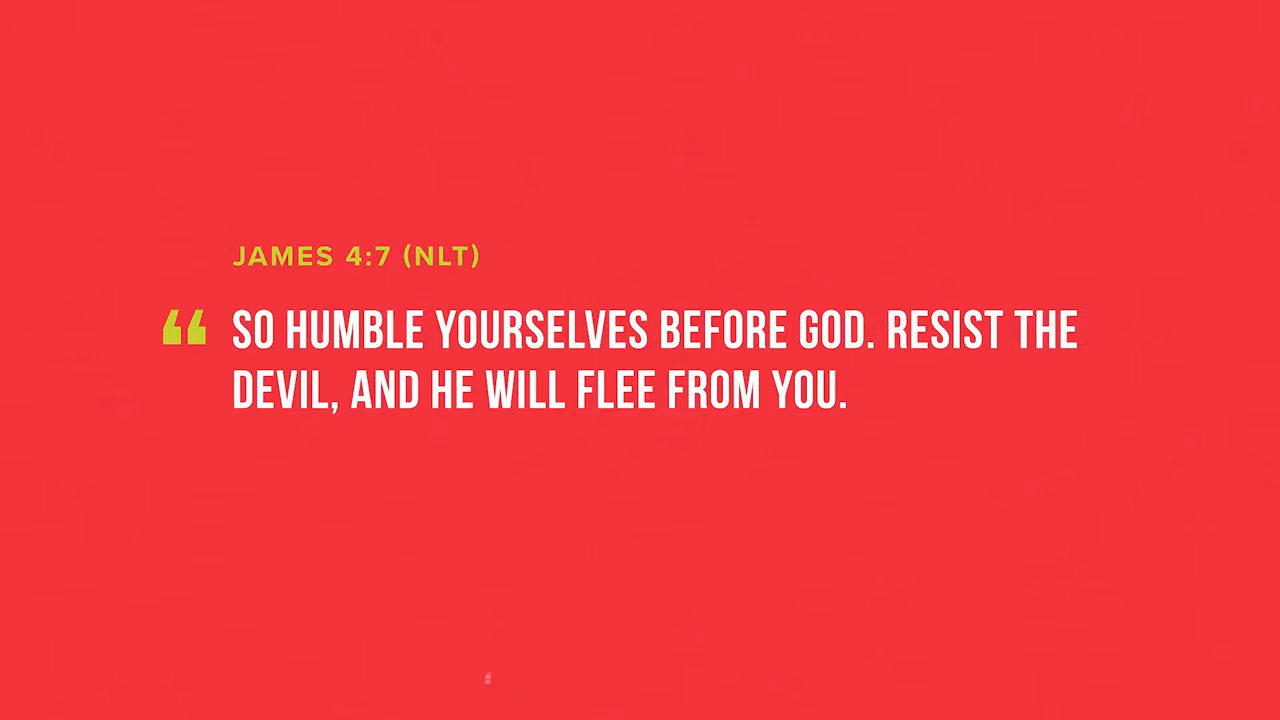 JAMES 4:7 (NLT)
“ SO HUMBLE YOURSELVES BEFORE GOD. RESIST THE
DEVIL, AND HE WILL FLEE FROM YOU.